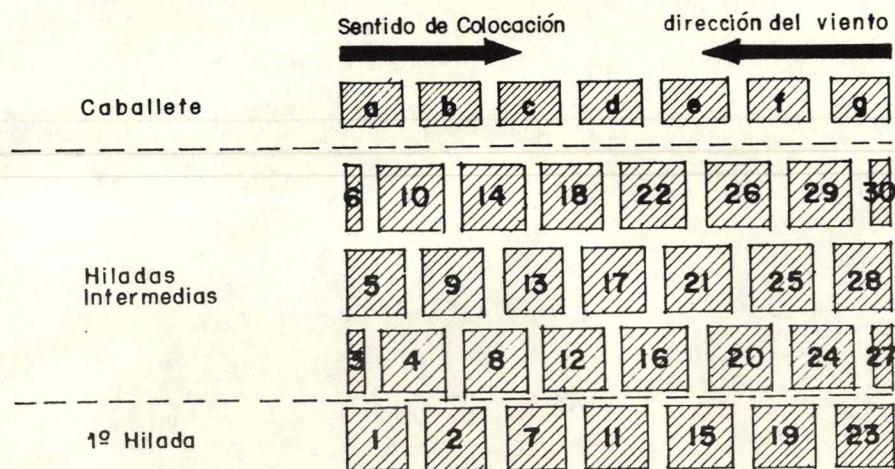 Sentido de Colocación dirección del viento
Caballete a b c d e f g
6 10 14 18 22 26 29 30
Hiladas
Intermedias
5 9 13 17 21 25 28
3 4 8 12 16 20 24 27
1º Hilada 1 2 7 11 15 19 23